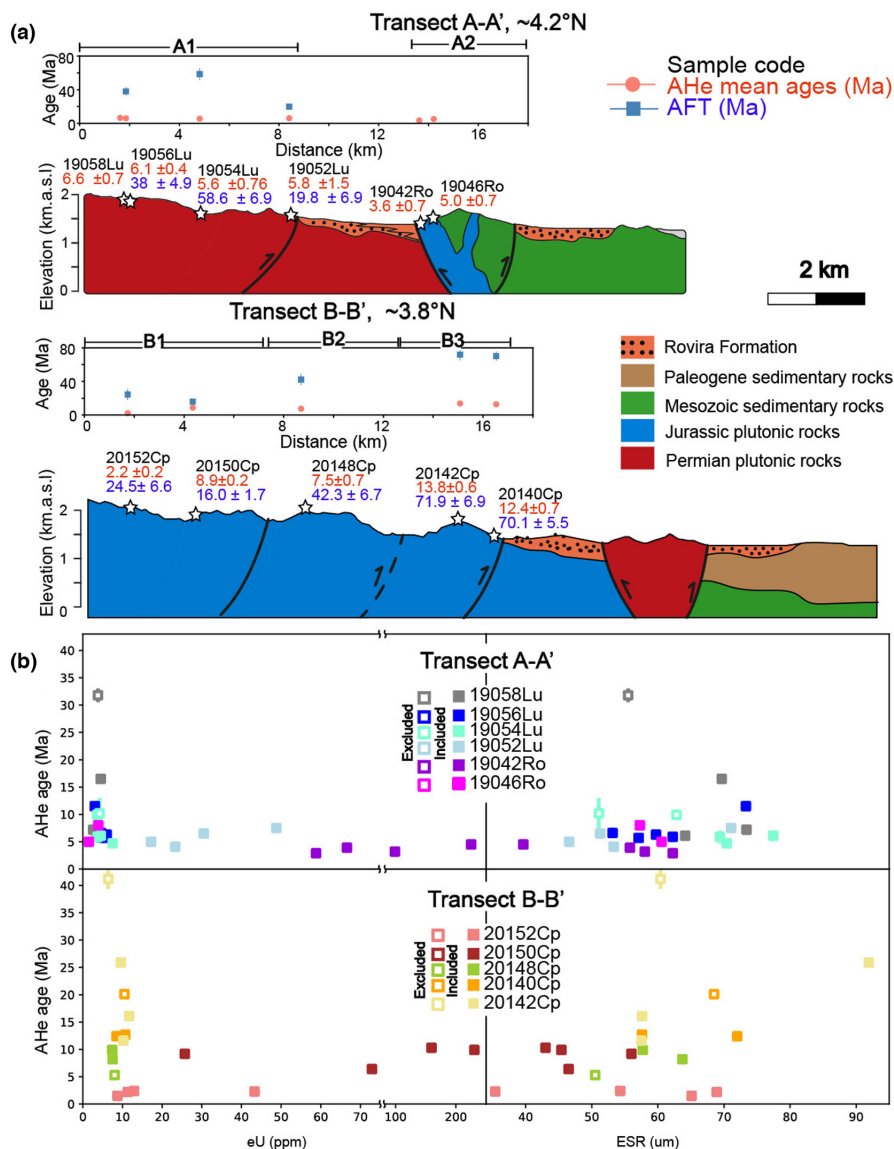 (a)
Transect A-A', ~4.2°N
A1
A2
80
40
0
Age (Ma)
0
4
8
12
16
Distance (km)
Sample code
AHe mean ages (Ma)
AFT (Ma)
19058Lu
6.6 ±0.7
19056Lu
6.1 ±0.4
38 ± 4.9
19054Lu
5.6 ±0.76
58.6 ± 6.9
19052Lu
5.8 ±1.5
19.8 ± 6.9
19042Ro
3.6 ±0.7
19046Ro
5.0 ±0.7
Elevation (km.a.s.l)
2
1
0
2 km
Transect B-B', ~3.8°N
B1
B2
B3
80
40
0
Age (Ma)
0
4
8
12
16
Distance (km)
Rovira Formation
Paleogene sedimentary rocks
Mesozoic sedimentary rocks
Jurassic plutonic rocks
Permian plutonic rocks
20152Cp
2.2 ±0.2
24.5± 6.6
20150Cp
8.9±0.2
16.0 ± 1.7
20148Cp
7.5±0.7
42.3 ± 6.7
20142Cp
13.8±0.6
71.9 ± 6.9
20140Cp
12.4±0.7
70.1 ± 5.5
Elevation (km.a.s.l)
2
1
0
(b)
Transect A-A'
Excluded
Included
19058Lu
19056Lu
19054Lu
19052Lu
19042Ro
19046Ro
AHe age (Ma)
40
35
30
25
20
15
10
5
0
Transect B-B'
Excluded
Included
20152Cp
20150Cp
20148Cp
20140Cp
20142Cp
AHe age (Ma)
40
35
30
25
20
15
10
5
0
0
10
20
30
40
50
60
70
100
200
eU (ppm)
50
60
70
80
90
ESR (um)